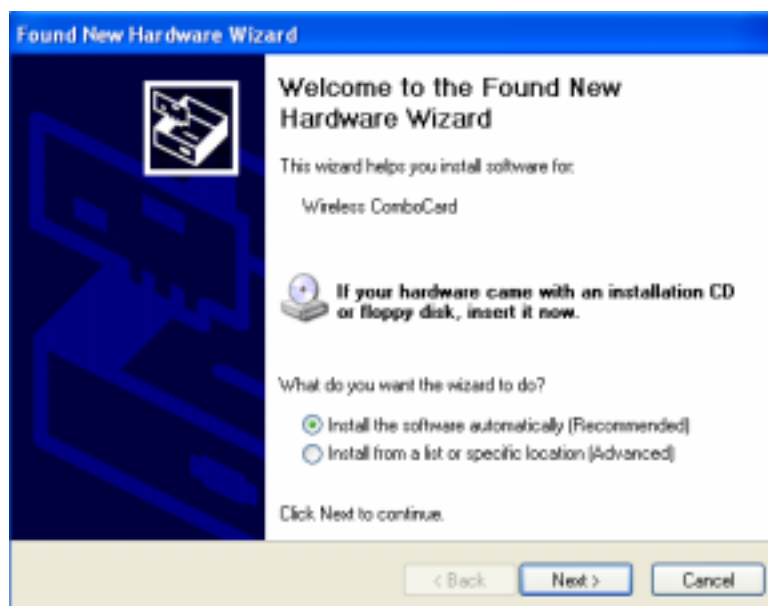 Found New Hardware Wizard
Welcome to the Found New
Hardware Wizard
This wizard helps you install software for:
Wireless ComboCard
If your hardware came with an installation CD
or floppy disk, insert it now.
What do you want the wizard to do?
Install the software automatically (Recommended)
Install from a list or specific location (Advanced)
Click Next to continue.
< Back
Next >
Cancel